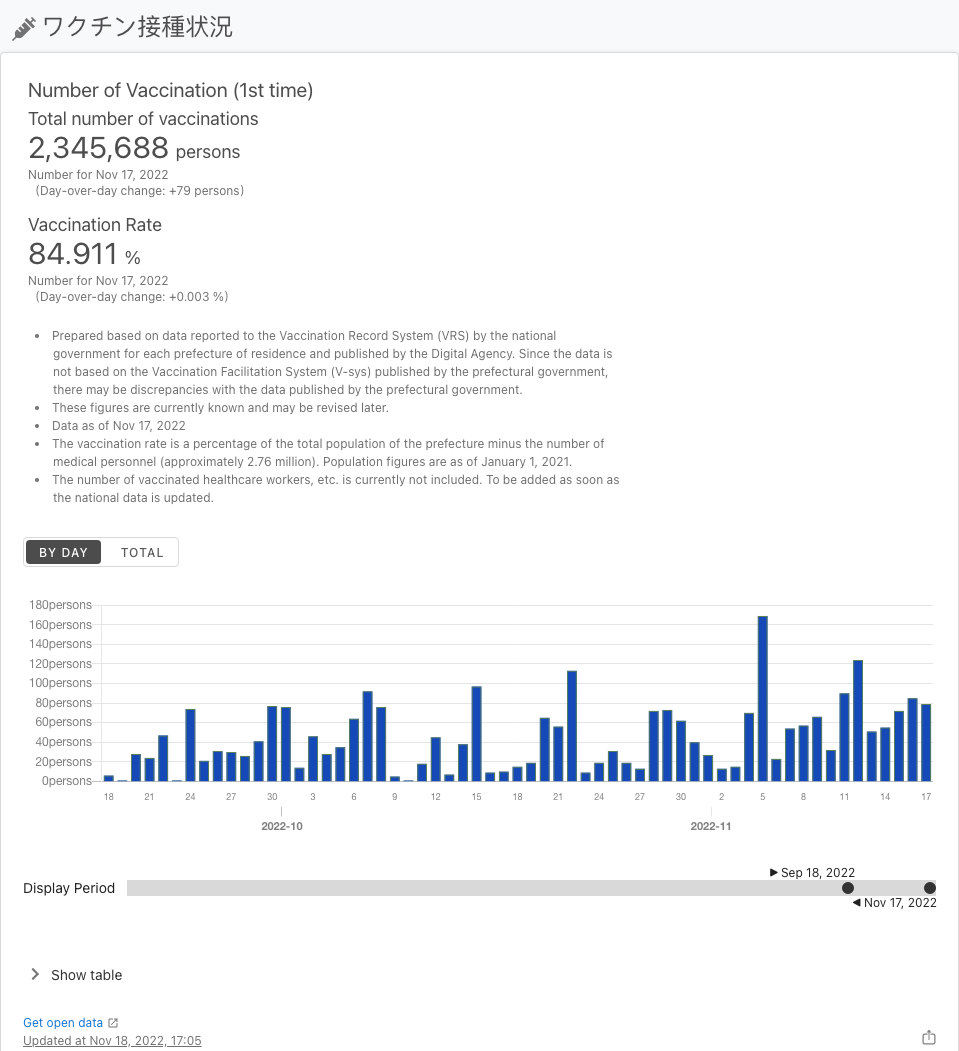 ワクチン接種状況
Number of Vaccination (1st time)
Total number of vaccinations
2,345,688 persons
Number for Nov 17, 2022
(Day-over-day change: +79 persons)
Vaccination Rate
84.911 %
Number for Nov 17, 2022
(Day-over-day change: +0.003 %)
• Prepared based on data reported to the Vaccination Record System (VRS) by the national
government for each prefecture of residence and published by the Digital Agency. Since the data is
not based on the Vaccination Facilitation System (V-sys) published by the prefectural government,
there may be discrepancies with the data published by the prefectural government.
• These figures are currently known and may be revised later.
• Data as of Nov 17, 2022
• The vaccination rate is a percentage of the total population of the prefecture minus the number of
medical personnel (approximately 2.76 million). Population figures are as of January 1, 2021.
• The number of vaccinated healthcare workers, etc. is currently not included. To be added as soon as
the national data is updated.
BY DAY TOTAL
180persons
160persons
140persons
120persons
100persons
80persons
60persons
40persons
20persons
0persons
18 21 24 27 30 3 6 9 12 15 18 21 24 27 30 2 5 8 11 14 17
2022-10 2022-11
▶ Sep 18, 2022
Display Period
◀ Nov 17, 2022
Show table
Get open data
Updated at Nov 18, 2022, 17:05